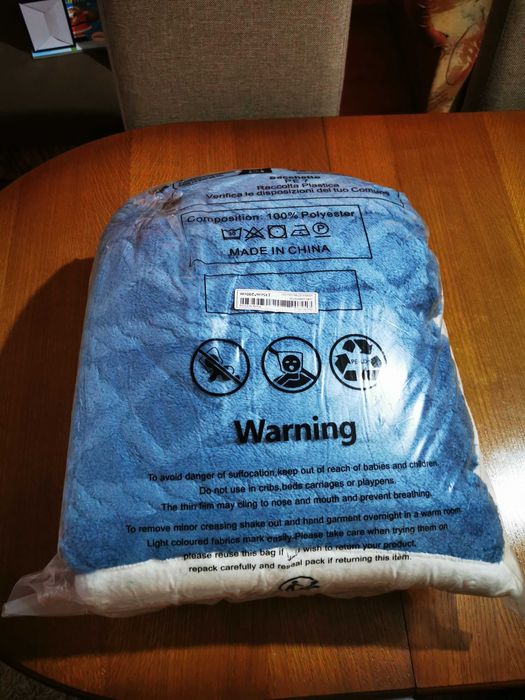 Sacchetto
PE 7
Raccolta Plastica
Verifica le disposizioni del tuo Comune
Composition: 100% Polyester
MADE IN CHINA
Warning
To avoid danger of suffocation,keep out of reach of babies and children.
Do not use in cribs,beds carriages or playpens.
The thin film may cling to nose and mouth and prevent breathing.
To remove minor creasing shake out and hand garment overnight in a warm room
Light coloured fabrics mark easily.Please take care when trying them on
please reuse this bag if wish to return your product.
repack carefully and reseal pack if returning this item.